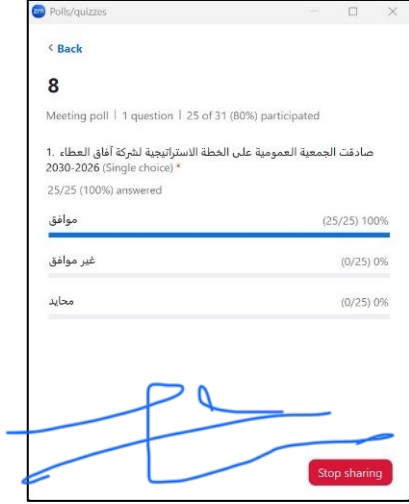 Polls/quizzes
Back
8
Meeting poll | 1 question | 25 of 31 (80%) participated
1. صادقت الجمعية العمومية على الخطة الاستراتيجية لشركة آفاق العطاء
2030-2026 (Single choice) *
25/25 (100%) answered
موافق (25/25) 100%
غير موافق (0/25) 0%
محايد (0/25) 0%
Stop sharing